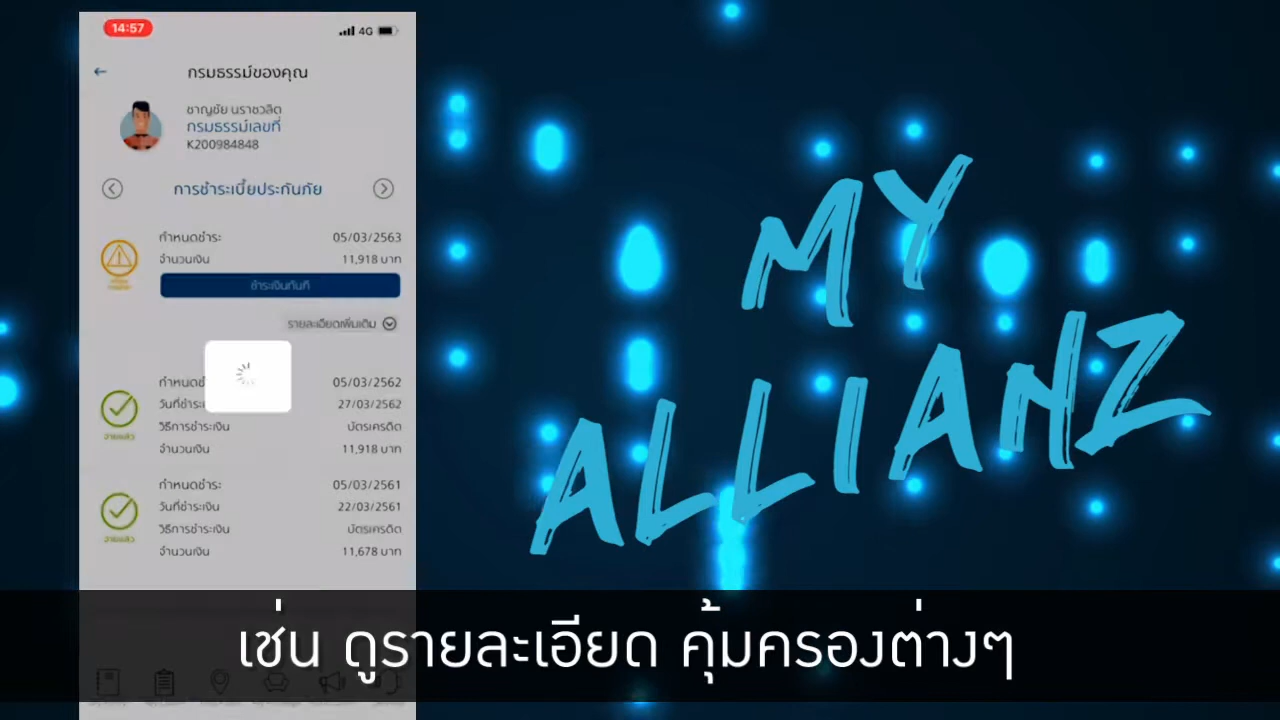 14:57
4G
กรมธรรม์ของคุณ
ชาญชัย นราชวลิต
กรมธรรม์เลขที่
K200984848
การชำระเบี้ยประกันภัย
กำหนดชำระ 05/03/2563
จำนวนเงิน 11,918 บาท
ชำระเงินทันที
รายละเอียดเพิ่มเติม
05/03/2562
27/03/2562
วิธีการชำระเงิน บัตรเครดิต
จำนวนเงิน 11,918 บาท
จ่ายแล้ว
กำหนดชำระ 05/03/2561
วันที่ชำระเงิน 22/03/2561
วิธีการชำระเงิน บัตรเครดิต
จำนวนเงิน 11,678 บาท
จ่ายแล้ว
MY
ALLIANZ
เช่น ดูรายละเอียด คุ้มครองต่างๆ